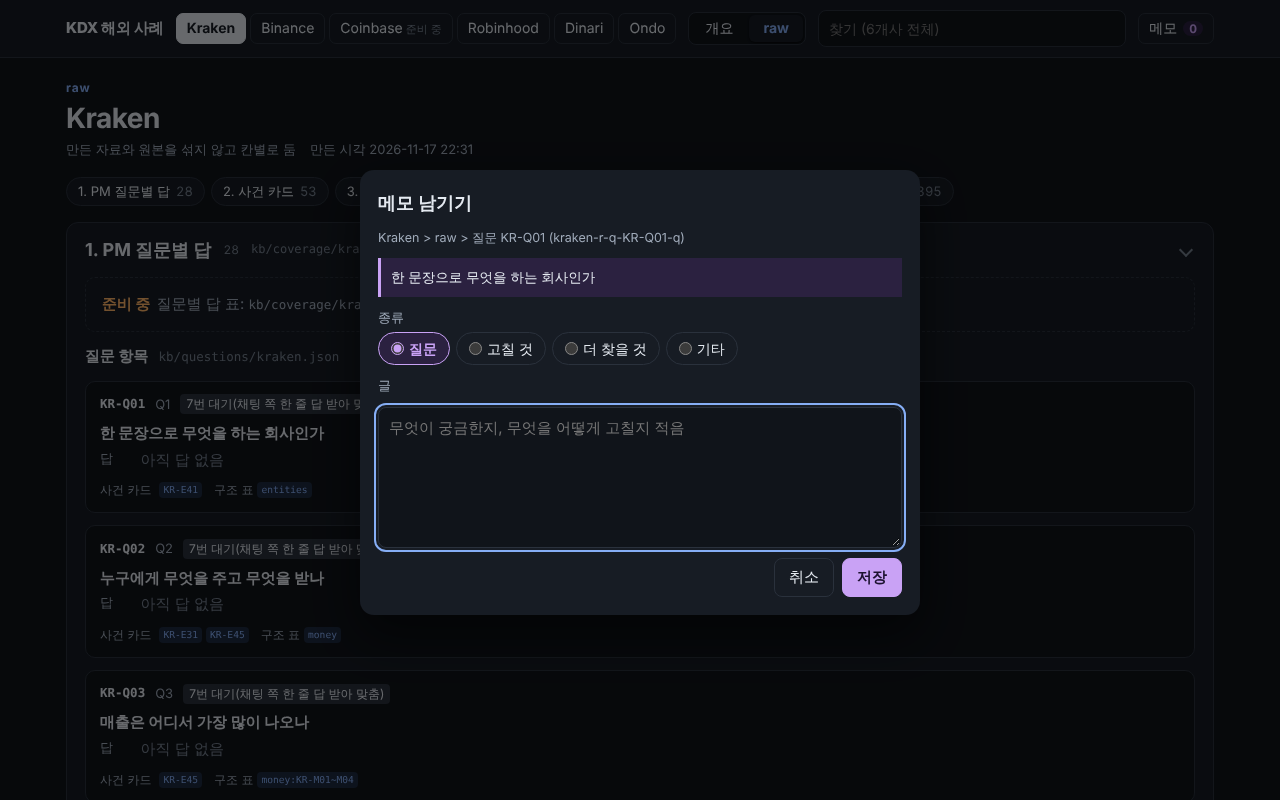 KDX 해외 사례 Kraken Binance Coinbase 준비 중 Robinhood Dinari Ondo 개요 raw 찾기 (6개사 전체) 메모 0
raw
Kraken
만든 자료와 원본을 섞지 않고 칸별로 둠 만든 시각 2026-11-17 22:31
1. PM 질문별 답 28 2. 사건 카드 53 3. 395
1. PM 질문별 답 28 kb/coverage/kra
준비 중 질문별 답 표: kb/coverage/kra
질문 항목 kb/questions/kraken.json
KR-Q01 Q1 7번 대기(채팅 쪽 한 줄 답 받아 맞
한 문장으로 무엇을 하는 회사인가
답 아직 답 없음
사건 카드 KR-E41 구조 표 entities
KR-Q02 Q2 7번 대기(채팅 쪽 한 줄 답 받아
누구에게 무엇을 주고 무엇을 받나
답 아직 답 없음
사건 카드 KR-E31 KR-E45 구조 표 money
KR-Q03 Q3 7번 대기(채팅 쪽 한 줄 답 받아 맞춤)
매출은 어디서 가장 많이 나오나
답 아직 답 없음
사건 카드 KR-E45 구조 표 money:KR-M01~M04
메모 남기기
Kraken > raw > 질문 KR-Q01 (kraken-r-q-KR-Q01-q)
한 문장으로 무엇을 하는 회사인가
종류
질문 고칠 것 더 찾을 것 기타
글
무엇이 궁금한지, 무엇을 어떻게 고칠지 적음
취소 저장